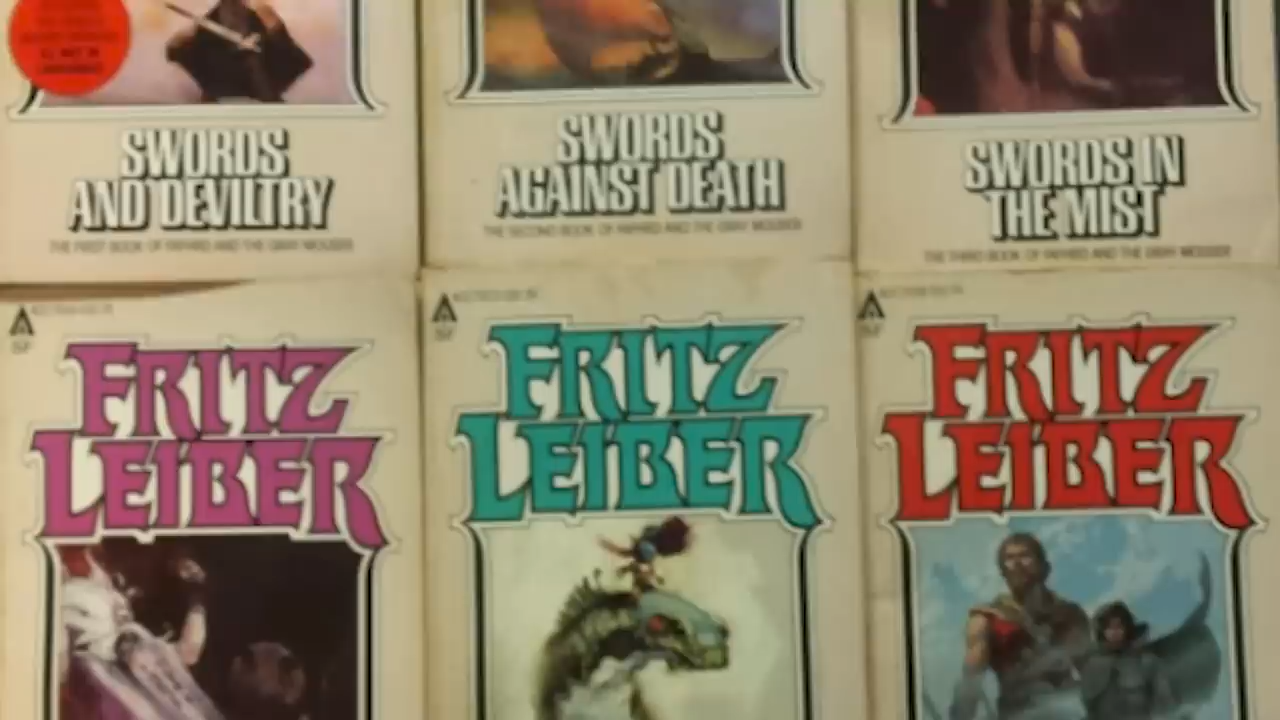 SWORDS
AND DEVILTRY
THE FIRST BOOK OF FAFHRD AND THE GRAY MOUSER
SWORDS
AGAINST DEATH
THE SECOND BOOK OF FAFHRD AND THE GRAY MOUSER
SWORDS IN
THE MIST
THE THIRD BOOK OF FAFHRD AND THE GRAY MOUSER
FRITZ
LEIBER
FRITZ
LEIBER
FRITZ
LEIBER